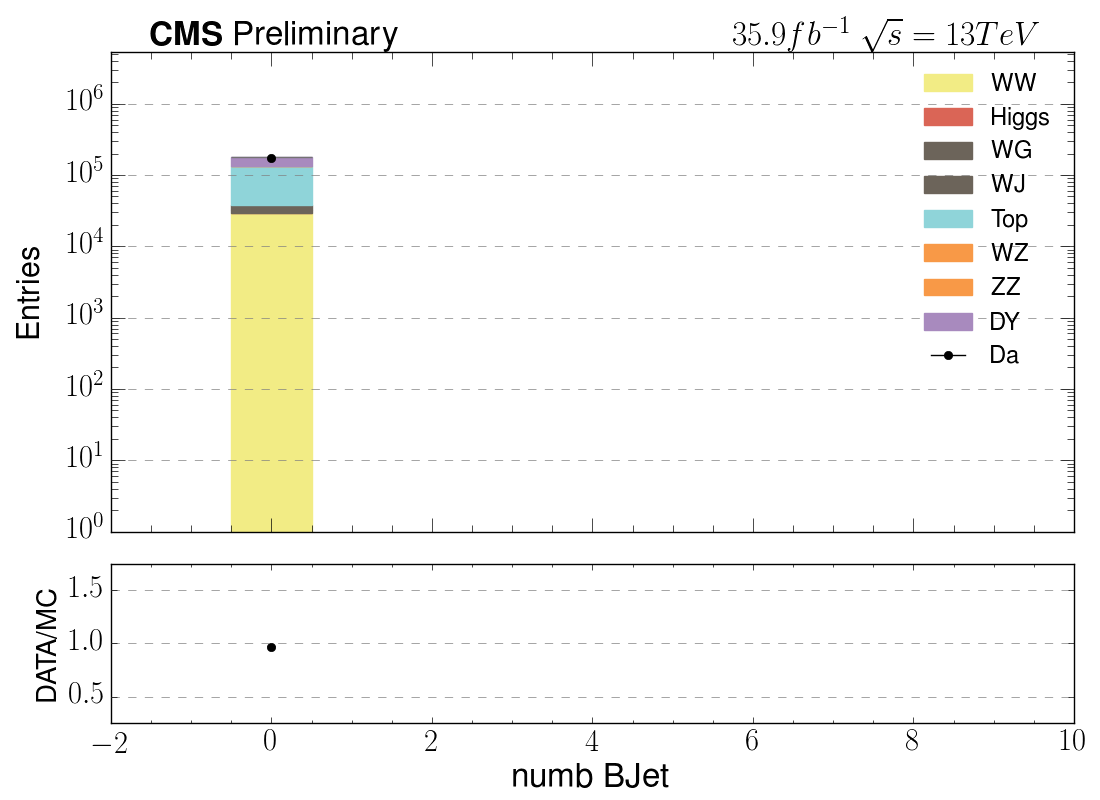 CMS Preliminary
35.9fb⁻¹ √s = 13TeV
Entries
10⁶
10⁵
10⁴
10³
10²
10¹
10⁰
WW
Higgs
WG
WJ
Top
WZ
ZZ
DY
Da
DATA/MC
1.5
1.0
0.5
−2 0 2 4 6 8 10
numb BJet